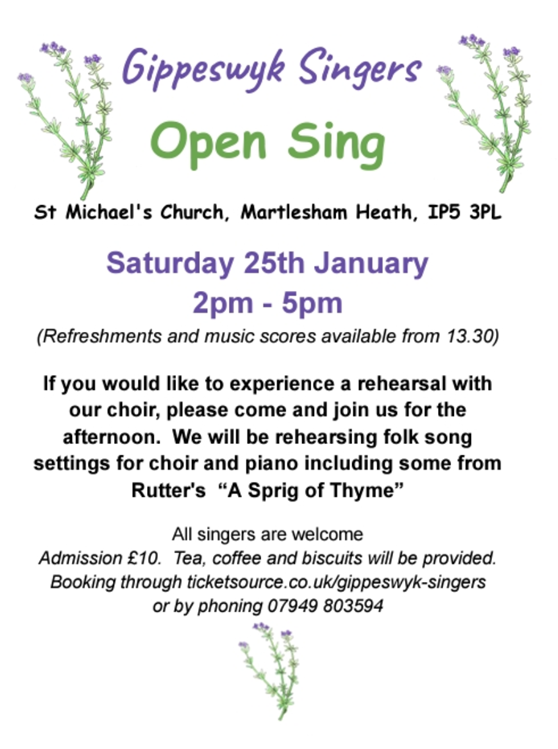 Gippeswyk Singers
Open Sing
St Michael's Church, Martlesham Heath, IP5 3PL
Saturday 25th January
2pm - 5pm
(Refreshments and music scores available from 13.30)
If you would like to experience a rehearsal with
our choir, please come and join us for the
afternoon.  We will be rehearsing folk song
settings for choir and piano including some from
Rutter's  “A Sprig of Thyme”
All singers are welcome
Admission £10.  Tea, coffee and biscuits will be provided.
Booking through ticketsource.co.uk/gippeswyk-singers
or by phoning 07949 803594